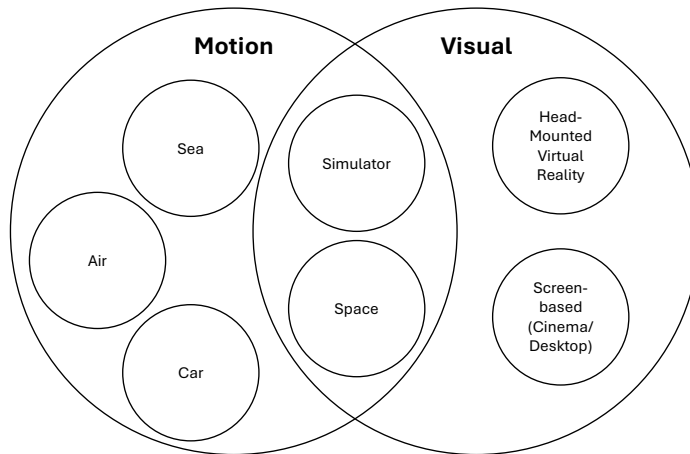 Motion
Visual
Sea
Air
Car
Simulator
Space
Head-
Mounted
Virtual
Reality
Screen-
based
(Cinema/
Desktop)